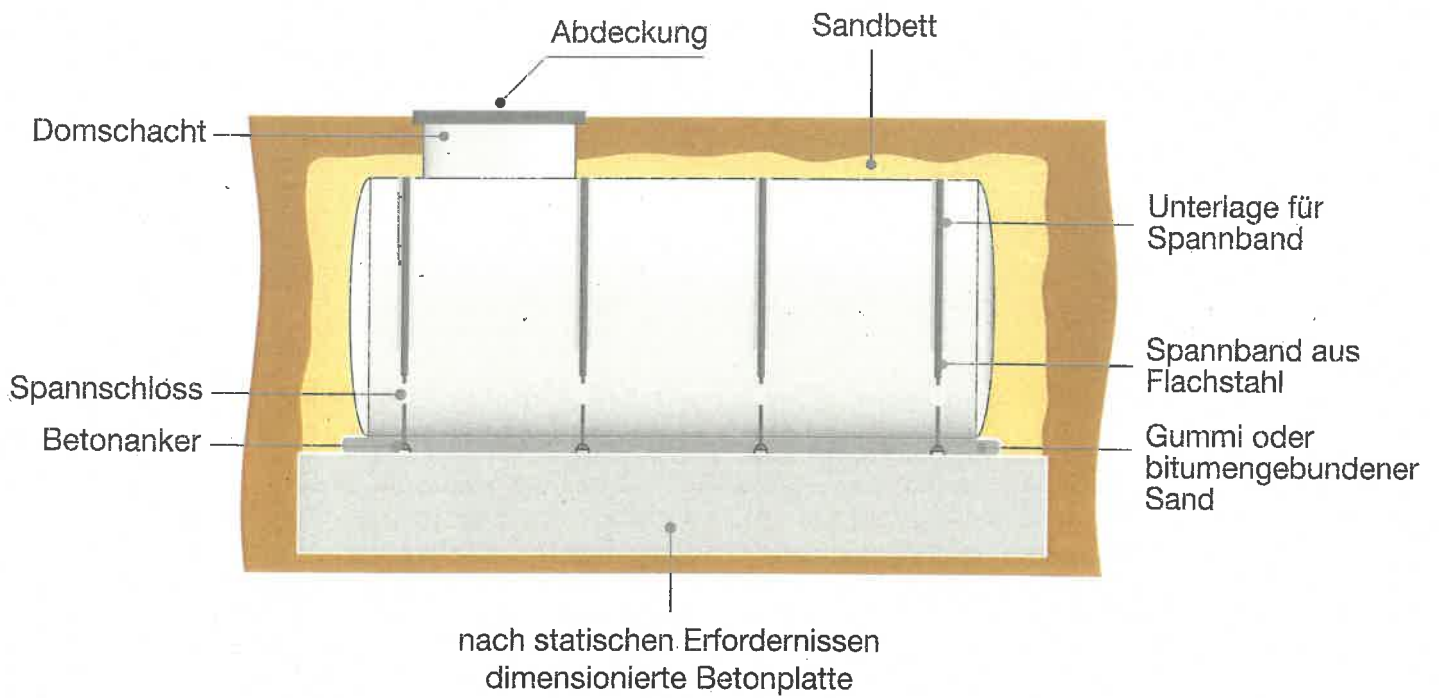 Abdeckung
Sandbett
Domschacht
Unterlage für
Spannband
Spannschloss
Spannband aus
Flachstahl
Betonanker
Gummi oder
bitumengebundener
Sand
nach statischen Erfordernissen
dimensionierte Betonplatte